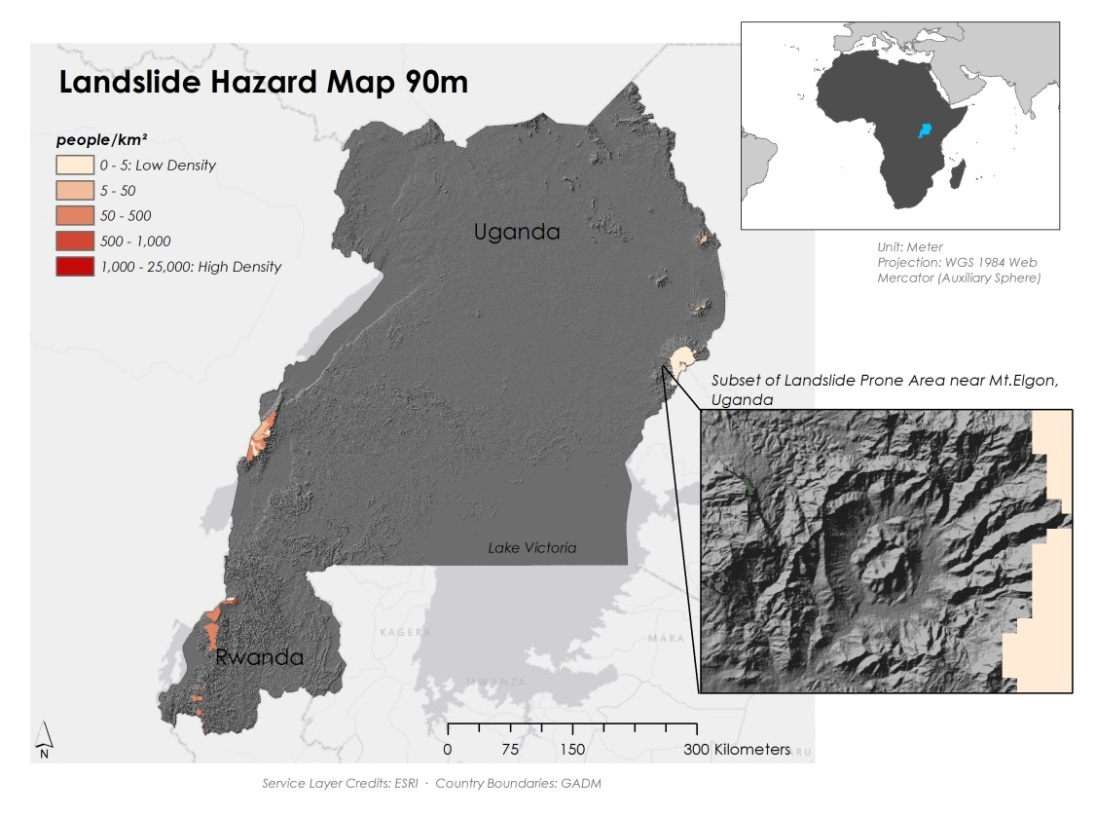 Landslide Hazard Map 90m
people/km²
0 - 5: Low Density
5 - 50
50 - 500
500 - 1,000
1,000 - 25,000: High Density
Uganda
Unit: Meter
Projection: WGS 1984 Web
Mercator (Auxiliary Sphere)
Subset of Landslide Prone Area near Mt.Elgon,
Uganda
Lake Victoria
KAGERA
MARA
Rwanda
MWANZA
N
0 75 150 300 Kilometers
Service Layer Credits: ESRI · Country Boundaries: GADM